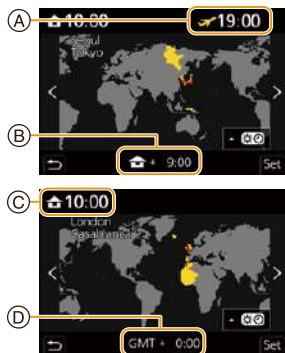 A
10:00
19:00
Seoul
Tokyo
B
+ 9:00
Set
C
10:00
London
Casablanca
D
GMT + 0:00
Set